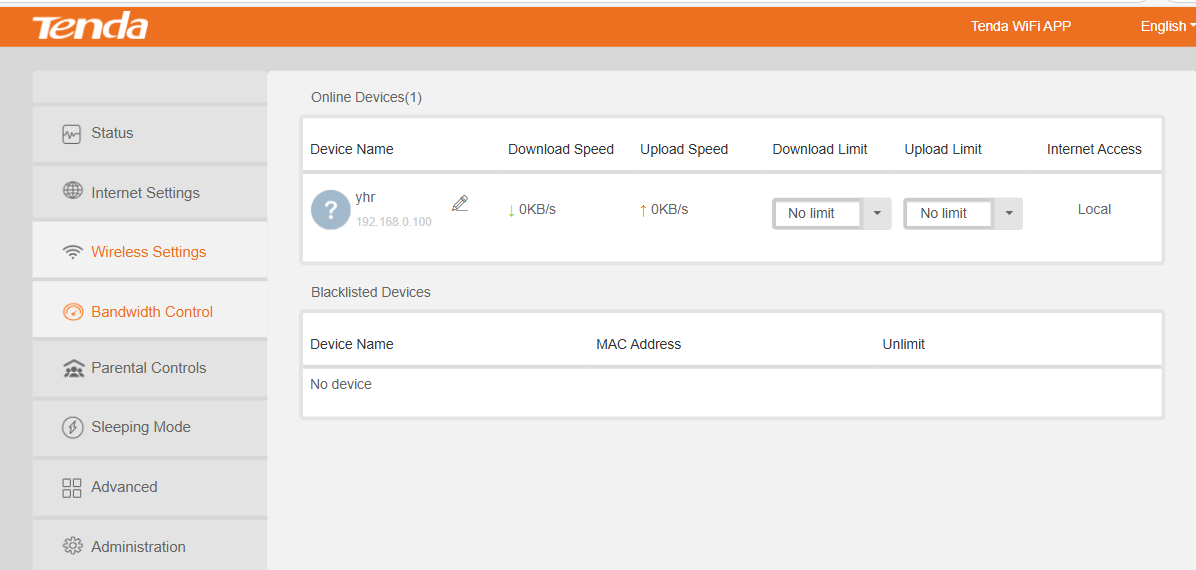 Tenda
Tenda WiFi APP English
Status
Internet Settings
Wireless Settings
Bandwidth Control
Parental Controls
Sleeping Mode
Advanced
Administration
Online Devices(1)
Device Name Download Speed Upload Speed Download Limit Upload Limit Internet Access
? yhr
192.168.0.100
↓ 0KB/s ↑ 0KB/s No limit No limit Local
Blacklisted Devices
Device Name MAC Address Unlimit
No device